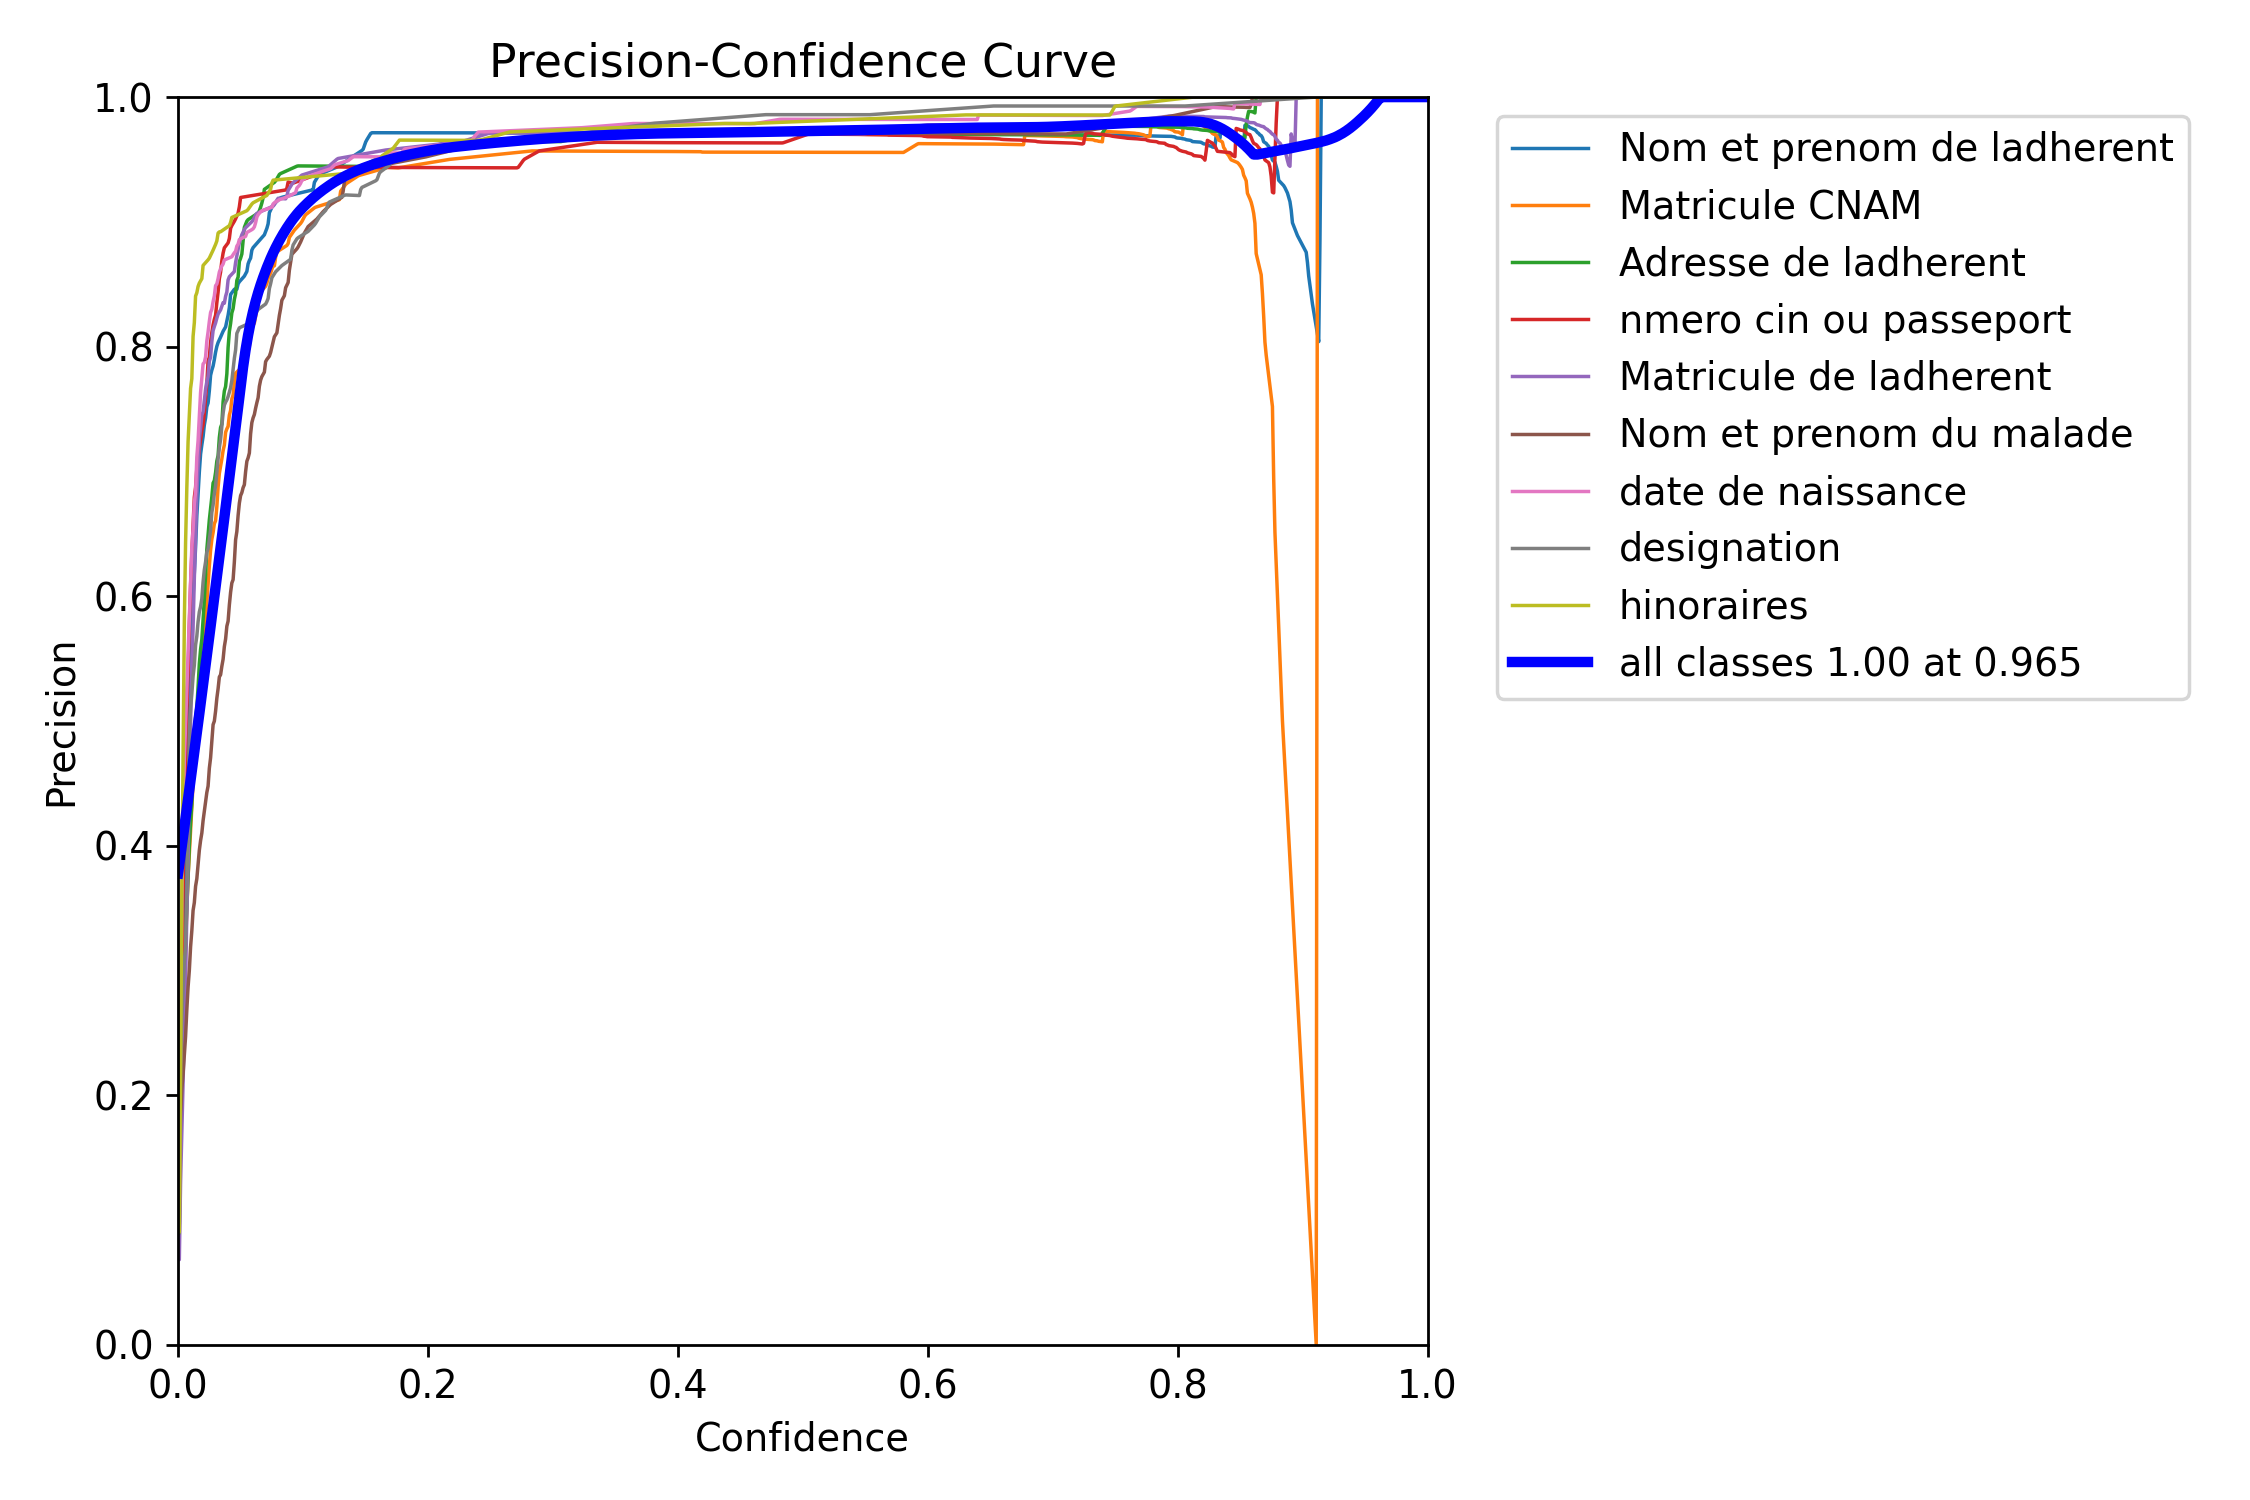 Precision-Confidence Curve
1.0
0.8
0.6
0.4
0.2
0.0
Precision
0.0 0.2 0.4 0.6 0.8 1.0
Confidence
Nom et prenom de ladherent
Matricule CNAM
Adresse de ladherent
nmero cin ou passeport
Matricule de ladherent
Nom et prenom du malade
date de naissance
designation
hinoraires
all classes 1.00 at 0.965